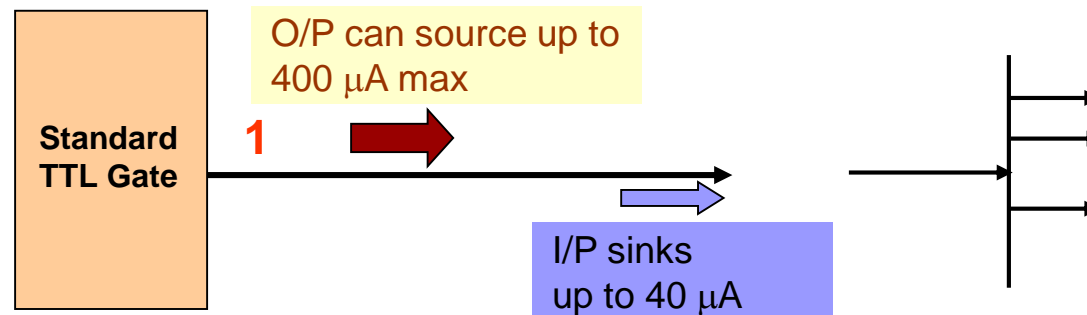 O/P can source up to
400 μA max
Standard
TTL Gate
1
I/P sinks
up to 40 μA